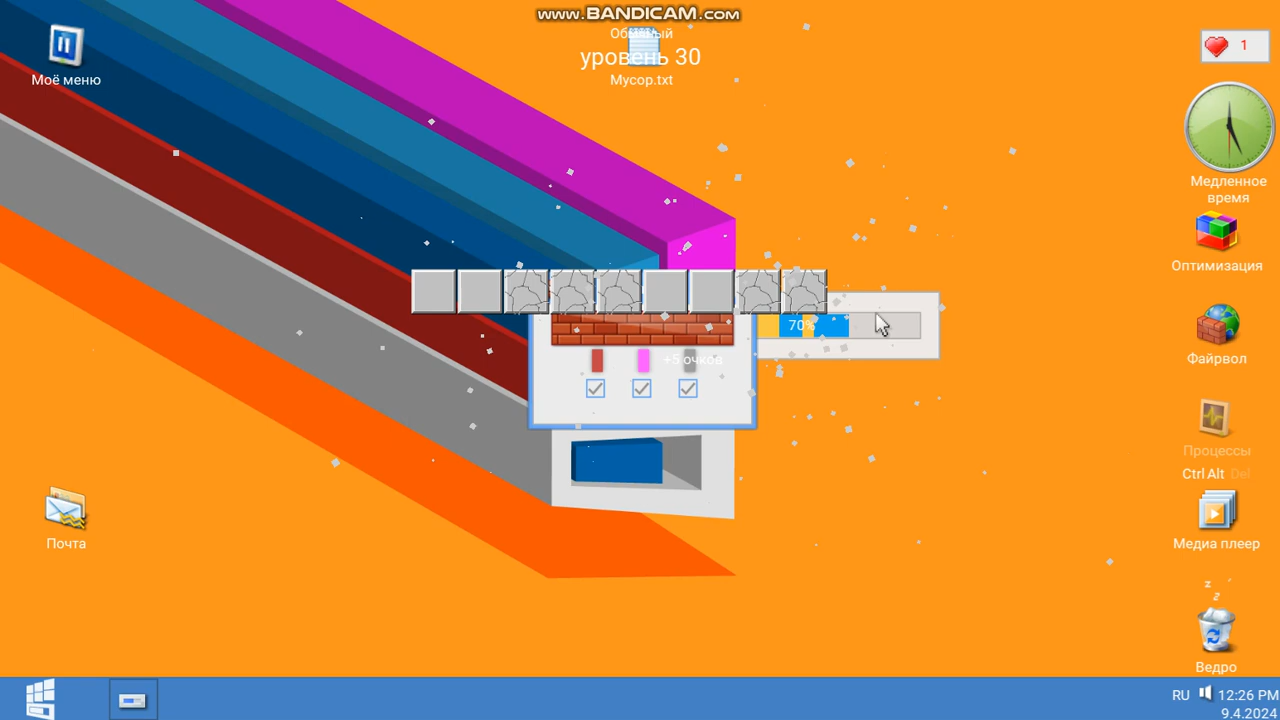 www.BANDICAM.com
уровень 30
Мусор.txt
1
Моё меню
Медленное
время
Оптимизация
70%
+5 очков
Файрвол
Процессы
Ctrl Alt Del
Почта
Медиа плеер
z
z
Ведро
RU
12:26 PM
9.4.2024